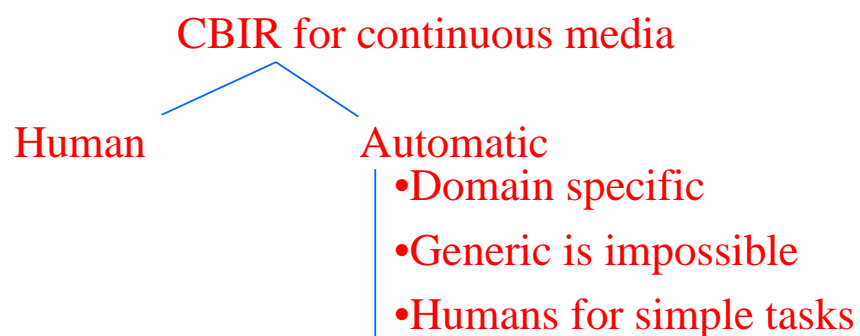 CBIR for continuous media
Human Automatic
•Domain specific
•Generic is impossible
•Humans for simple tasks